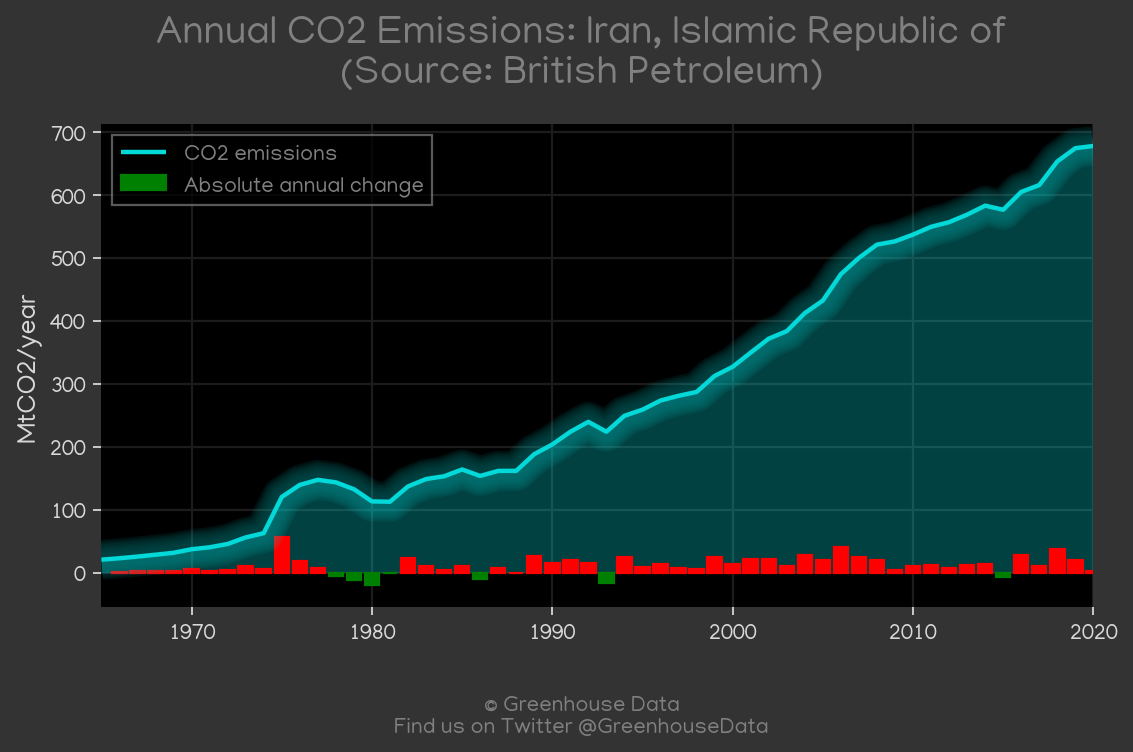 Annual CO2 Emissions: Iran, Islamic Republic of
(Source: British Petroleum)
700
CO2 emissions
Absolute annual change
600
500
400
300
200
100
0
MtCO2/year
1970 1980 1990 2000 2010 2020
© Greenhouse Data
Find us on Twitter @GreenhouseData